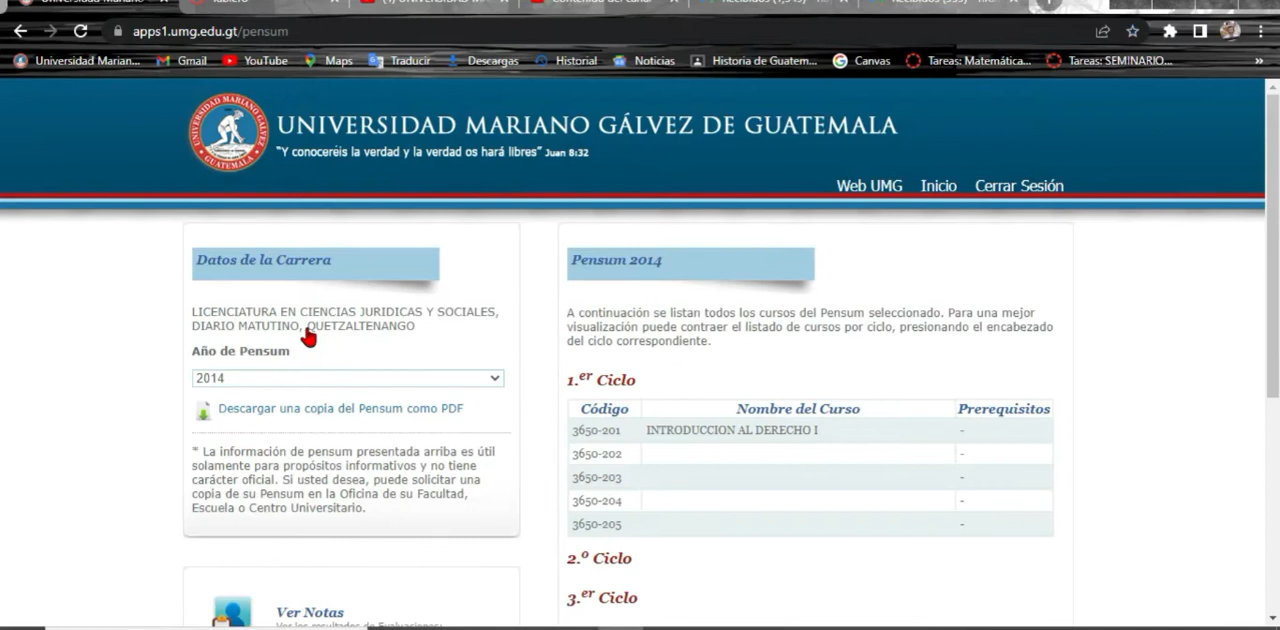 apps1.umg.edu.gt/pensum
Universidad Marian... Gmail YouTube Maps Traducir Descargas Historial Noticias Historia de Guatem... Canvas Tareas: Matemática... Tareas: SEMINARIO... »
UNIVERSIDAD MARIANO GÁLVEZ DE GUATEMALA
"Y conoceréis la verdad y la verdad os hará libres" Juan 8:32
UNIVERSIDAD MARIANO GALVEZ
GUATEMALA
Web UMG Inicio Cerrar Sesión
Datos de la Carrera
LICENCIATURA EN CIENCIAS JURIDICAS Y SOCIALES,
DIARIO MATUTINO, QUETZALTENANGO
Año de Pensum
2014
Descargar una copia del Pensum como PDF
* La información de pensum presentada arriba es útil
solamente para propósitos informativos y no tiene
carácter oficial. Si usted desea, puede solicitar una
copia de su Pensum en la Oficina de su Facultad,
Escuela o Centro Universitario.
Ver Notas
Pensum 2014
A continuación se listan todos los cursos del Pensum seleccionado. Para una mejor
visualización puede contraer el listado de cursos por ciclo, presionando el encabezado
del ciclo correspondiente.
1.er Ciclo
Código Nombre del Curso Prerequisitos
3650-201 INTRODUCCION AL DERECHO I -
3650-202 -
3650-203 -
3650-204 -
3650-205 -
2.º Ciclo
3.er Ciclo